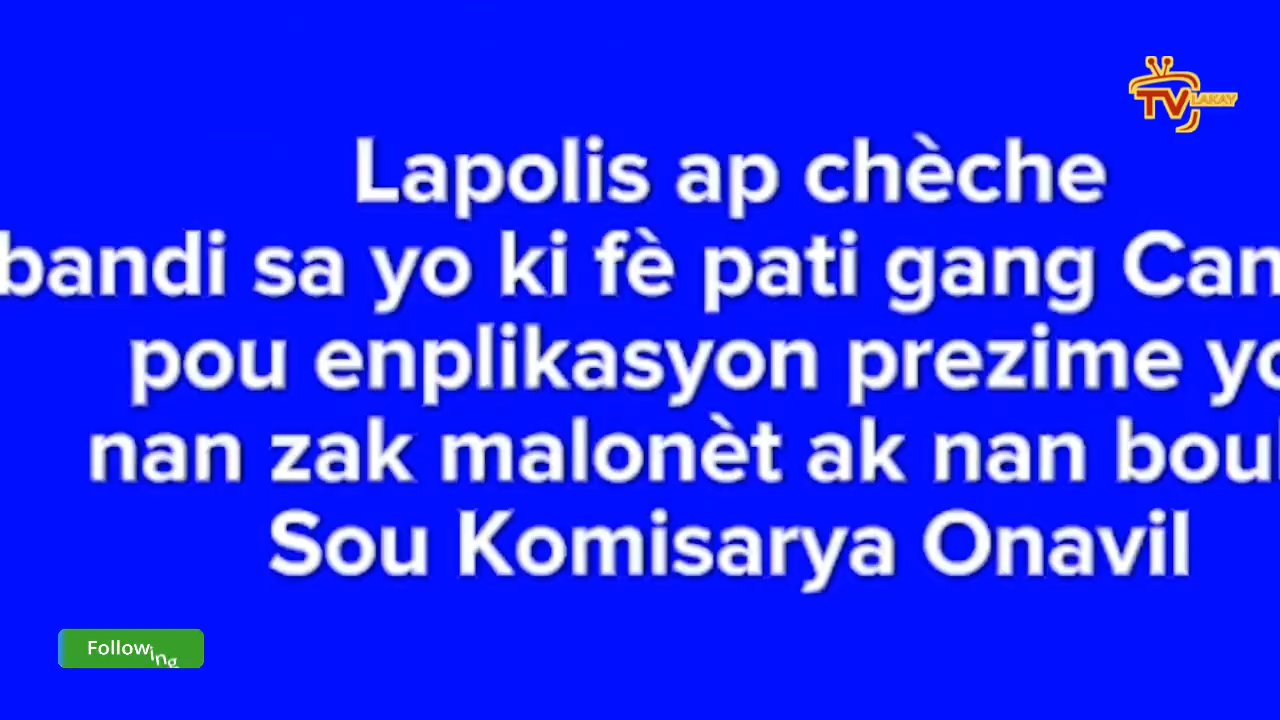 TV LAKAY
Lapolis ap chèche
bandi sa yo ki fè pati gang
pou enplikasyon prezime
nan zak malonèt ak nan
Sou Komisarya Onavil
Following